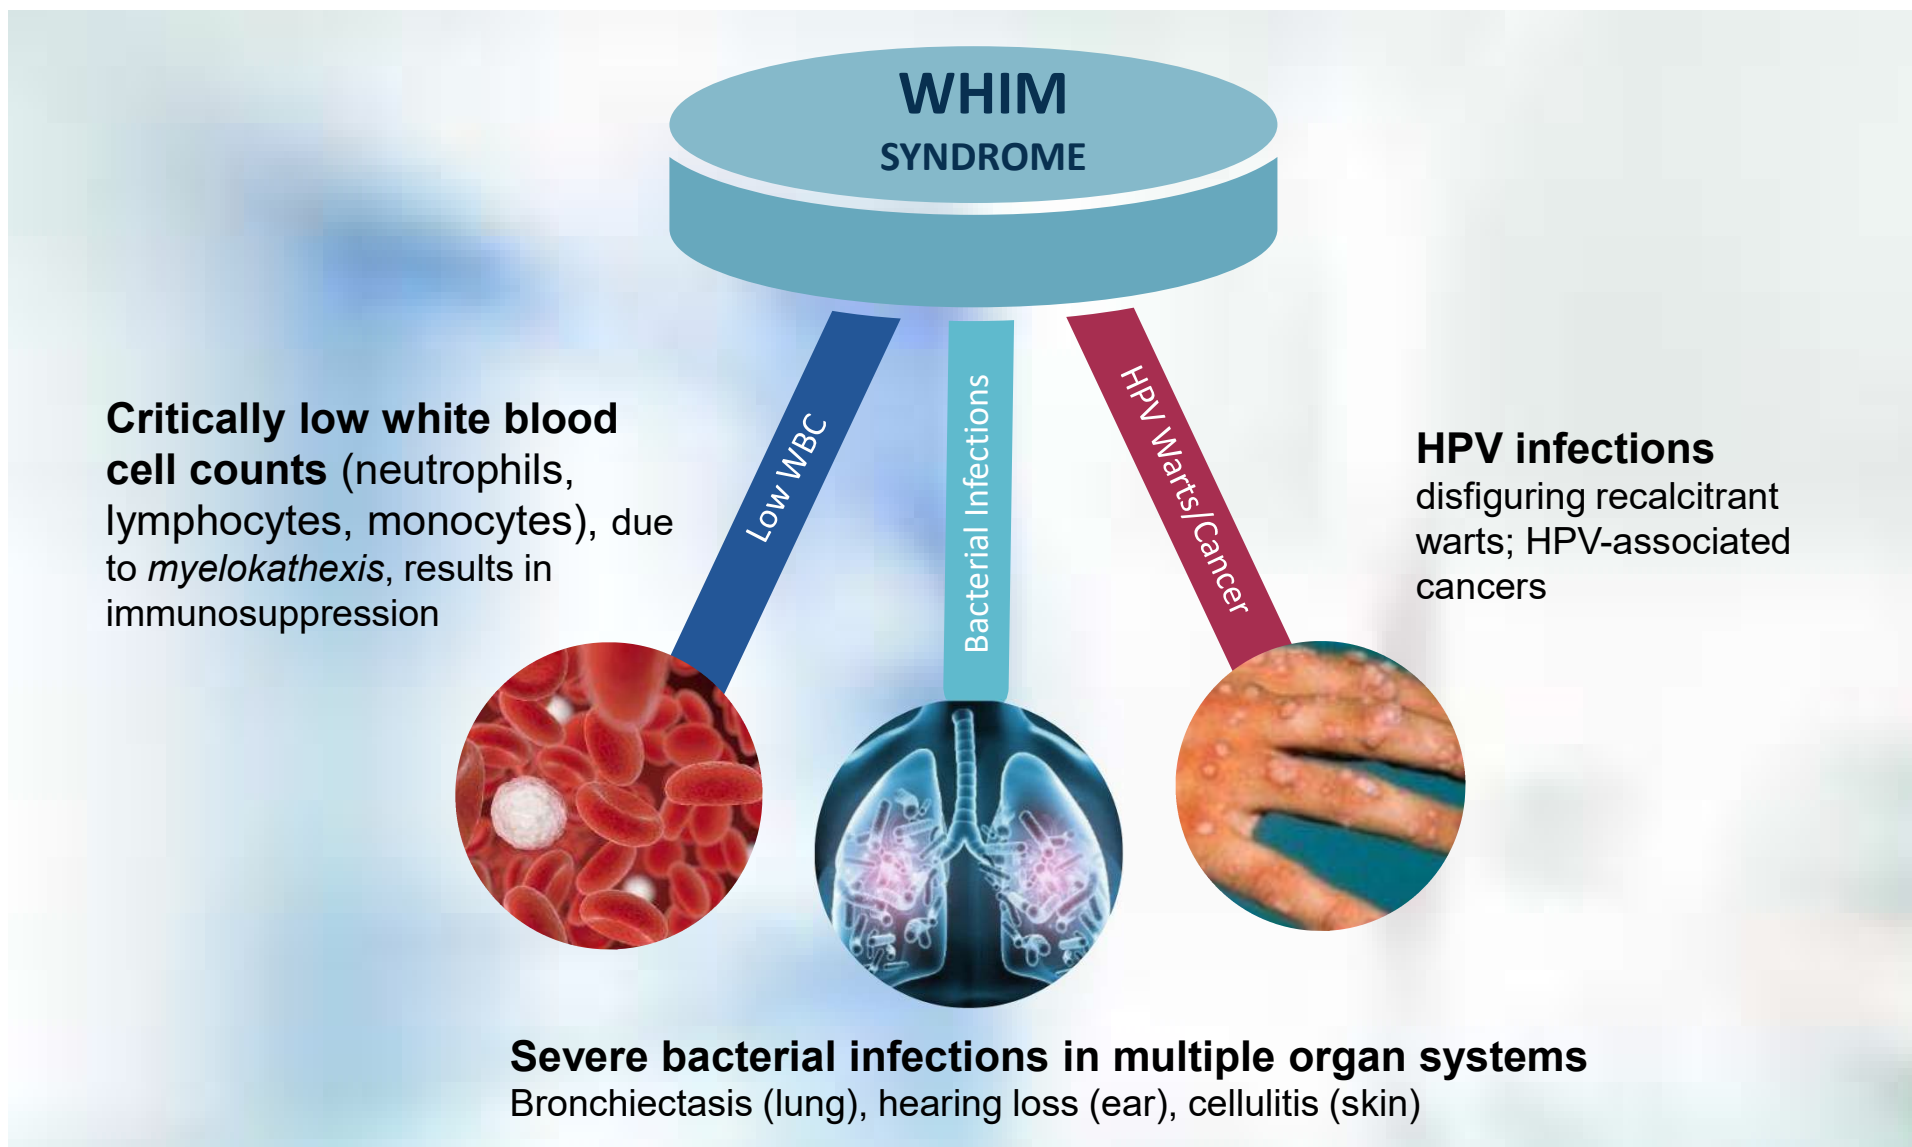 WHIM
SYNDROME
Low WBC
Bacterial Infections
HPV Warts/Cancer
Critically low white blood
cell counts (neutrophils,
lymphocytes, monocytes), due
to myelokathexis, results in
immunosuppression
HPV infections
disfiguring recalcitrant
warts; HPV-associated
cancers
Severe bacterial infections in multiple organ systems
Bronchiectasis (lung), hearing loss (ear), cellulitis (skin)